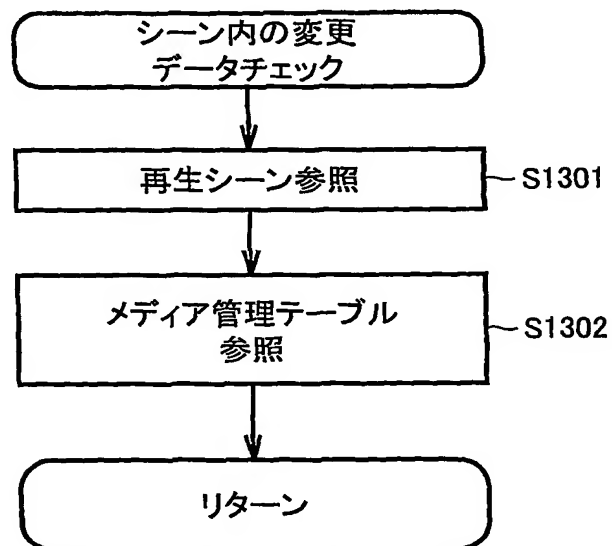 シーン内の変更
データチェック
再生シーン参照
S1301
メディア管理テーブル
参照
S1302
リターン